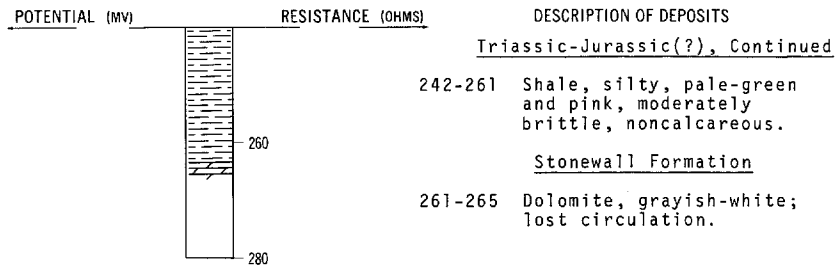 POTENTIAL (MV) RESISTANCE (OHMS) DESCRIPTION OF DEPOSITS
Triassic-Jurassic(?), Continued
242-261 Shale, silty, pale-green
and pink, moderately
brittle, noncalcareous.
260
Stonewall Formation
261-265 Dolomite, grayish-white;
lost circulation.
280